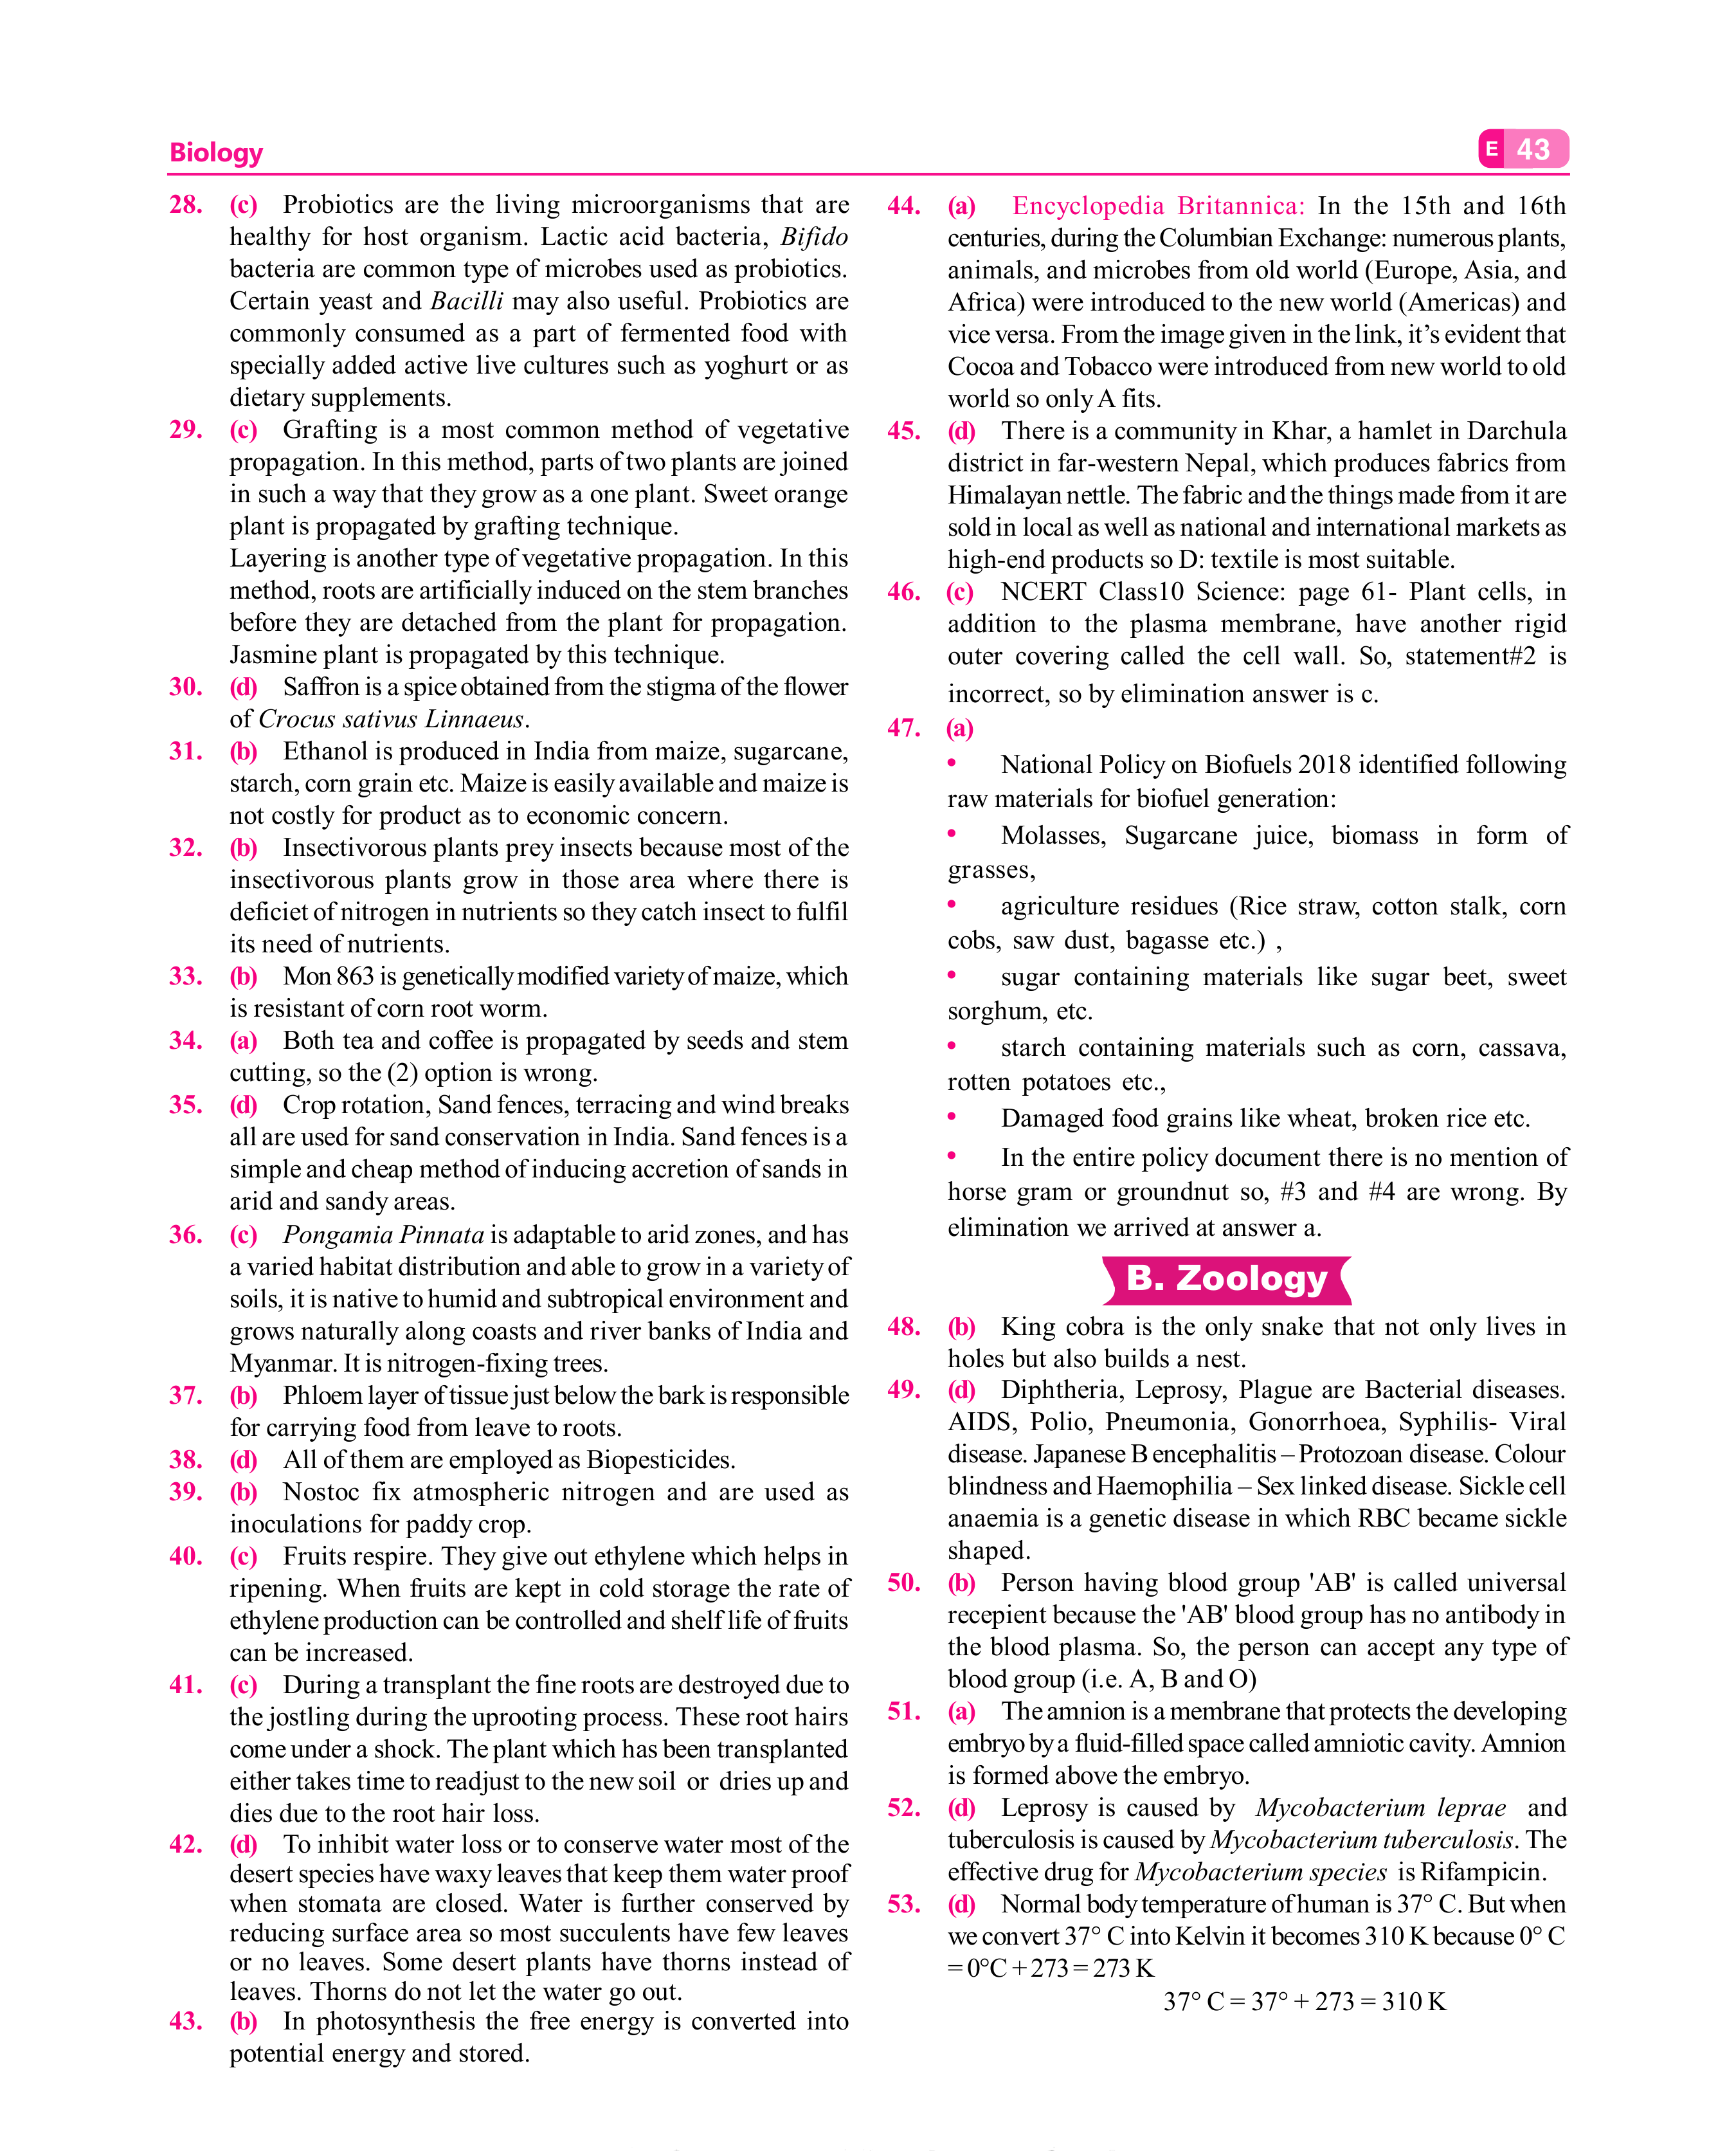 Biology
E 43
28. (c) Probiotics are the living microorganisms that are
healthy for host organism. Lactic acid bacteria, Bifido
bacteria are common type of microbes used as probiotics.
Certain yeast and Bacilli may also useful. Probiotics are
commonly consumed as a part of fermented food with
specially added active live cultures such as yoghurt or as
dietary supplements.
29. (c) Grafting is a most common method of vegetative
propagation. In this method, parts of two plants are joined
in such a way that they grow as a one plant. Sweet orange
plant is propagated by grafting technique.
Layering is another type of vegetative propagation. In this
method, roots are artificially induced on the stem branches
before they are detached from the plant for propagation.
Jasmine plant is propagated by this technique.
30. (d) Saffron is a spice obtained from the stigma of the flower
of Crocus sativus Linnaeus.
31. (b) Ethanol is produced in India from maize, sugarcane,
starch, corn grain etc. Maize is easily available and maize is
not costly for product as to economic concern.
32. (b) Insectivorous plants prey insects because most of the
insectivorous plants grow in those area where there is
deficiet of nitrogen in nutrients so they catch insect to fulfil
its need of nutrients.
33. (b) Mon 863 is genetically modified variety of maize, which
is resistant of corn root worm.
34. (a) Both tea and coffee is propagated by seeds and stem
cutting, so the (2) option is wrong.
35. (d) Crop rotation, Sand fences, terracing and wind breaks
all are used for sand conservation in India. Sand fences is a
simple and cheap method of inducing accretion of sands in
arid and sandy areas.
36. (c) Pongamia Pinnata is adaptable to arid zones, and has
a varied habitat distribution and able to grow in a variety of
soils, it is native to humid and subtropical environment and
grows naturally along coasts and river banks of India and
Myanmar. It is nitrogen-fixing trees.
37. (b) Phloem layer of tissue just below the bark is responsible
for carrying food from leave to roots.
38. (d) All of them are employed as Biopesticides.
39. (b) Nostoc fix atmospheric nitrogen and are used as
inoculations for paddy crop.
40. (c) Fruits respire. They give out ethylene which helps in
ripening. When fruits are kept in cold storage the rate of
ethylene production can be controlled and shelf life of fruits
can be increased.
41. (c) During a transplant the fine roots are destroyed due to
the jostling during the uprooting process. These root hairs
come under a shock. The plant which has been transplanted
either takes time to readjust to the new soil or dries up and
dies due to the root hair loss.
42. (d) To inhibit water loss or to conserve water most of the
desert species have waxy leaves that keep them water proof
when stomata are closed. Water is further conserved by
reducing surface area so most succulents have few leaves
or no leaves. Some desert plants have thorns instead of
leaves. Thorns do not let the water go out.
43. (b) In photosynthesis the free energy is converted into
potential energy and stored.
44. (a) Encyclopedia Britannica: In the 15th and 16th
centuries, during the Columbian Exchange: numerous plants,
animals, and microbes from old world (Europe, Asia, and
Africa) were introduced to the new world (Americas) and
vice versa. From the image given in the link, it's evident that
Cocoa and Tobacco were introduced from new world to old
world so only A fits.
45. (d) There is a community in Khar, a hamlet in Darchula
district in far-western Nepal, which produces fabrics from
Himalayan nettle. The fabric and the things made from it are
sold in local as well as national and international markets as
high-end products so D: textile is most suitable.
46. (c) NCERT Class10 Science: page 61- Plant cells, in
addition to the plasma membrane, have another rigid
outer covering called the cell wall. So, statement#2 is
incorrect, so by elimination answer is c.
47. (a)
• National Policy on Biofuels 2018 identified following
raw materials for biofuel generation:
• Molasses, Sugarcane juice, biomass in form of
grasses,
• agriculture residues (Rice straw, cotton stalk, corn
cobs, saw dust, bagasse etc.) ,
• sugar containing materials like sugar beet, sweet
sorghum, etc.
• starch containing materials such as corn, cassava,
rotten potatoes etc.,
• Damaged food grains like wheat, broken rice etc.
• In the entire policy document there is no mention of
horse gram or groundnut so, #3 and #4 are wrong. By
elimination we arrived at answer a.
B. Zoology
48. (b) King cobra is the only snake that not only lives in
holes but also builds a nest.
49. (d) Diphtheria, Leprosy, Plague are Bacterial diseases.
AIDS, Polio, Pneumonia, Gonorrhoea, Syphilis- Viral
disease. Japanese B encephalitis – Protozoan disease. Colour
blindness and Haemophilia – Sex linked disease. Sickle cell
anaemia is a genetic disease in which RBC became sickle
shaped.
50. (b) Person having blood group 'AB' is called universal
recepient because the 'AB' blood group has no antibody in
the blood plasma. So, the person can accept any type of
blood group (i.e. A, B and O)
51. (a) The amnion is a membrane that protects the developing
embryo by a fluid-filled space called amniotic cavity. Amnion
is formed above the embryo.
52. (d) Leprosy is caused by Mycobacterium leprae and
tuberculosis is caused by Mycobacterium tuberculosis. The
effective drug for Mycobacterium species is Rifampicin.
53. (d) Normal body temperature of human is 37° C. But when
we convert 37° C into Kelvin it becomes 310 K because 0° C
= 0°C + 273 = 273 K
37° C = 37° + 273 = 310 K